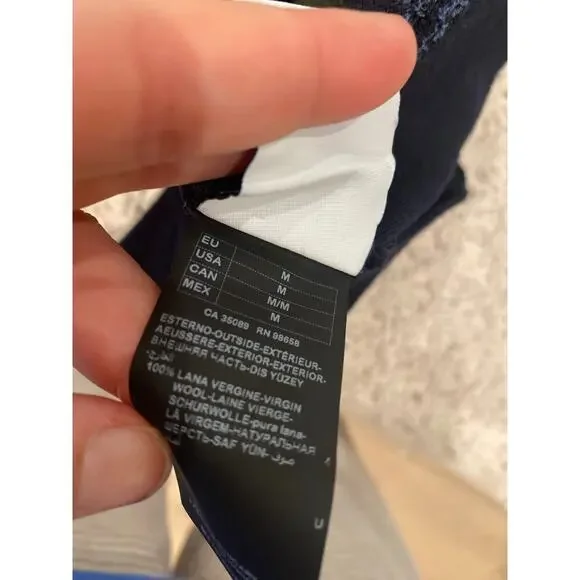 EU M
USA M
CAN M/M
MEX M
CA 35089 RN 98658
ESTERNO-OUTSIDE-EXTÉRIEUR-
AEUSSERE-EXTERIOR-EXTERIOR-
ВНЕШНЯЯ ЧАСТЬ-DIS YÜZEY
100% LANA VERGINE-VIRGIN
WOOL-LAINE VIERGE-
SCHURWOLLE-pura lana-
LÃ VIRGEM-НАТУРАЛЬНАЯ
ШЕРСТЬ-SAF YÜN-
U